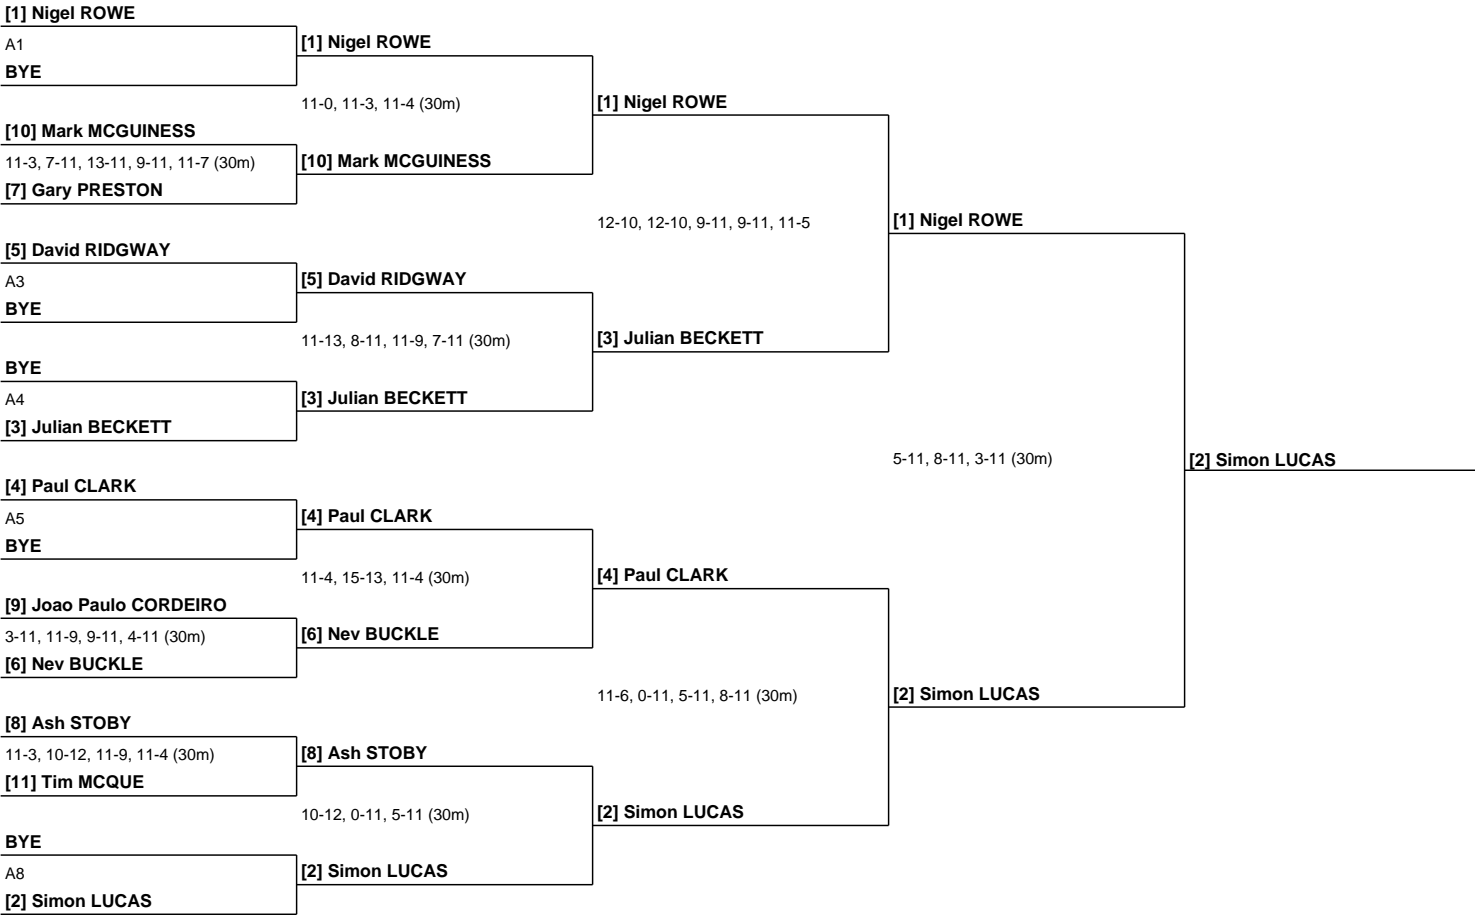 [1] Nigel ROWE
A1
BYE
[10] Mark MCGUINESS
11-3, 7-11, 13-11, 9-11, 11-7 (30m)
[7] Gary PRESTON
[5] David RIDGWAY
A3
BYE
BYE
A4
[3] Julian BECKETT
[4] Paul CLARK
A5
BYE
[9] Joao Paulo CORDEIRO
3-11, 11-9, 9-11, 4-11 (30m)
[6] Nev BUCKLE
[8] Ash STOBY
11-3, 10-12, 11-9, 11-4 (30m)
[11] Tim MCQUE
BYE
A8
[2] Simon LUCAS
[1] Nigel ROWE
11-0, 11-3, 11-4 (30m)
[10] Mark MCGUINESS
[5] David RIDGWAY
11-13, 8-11, 11-9, 7-11 (30m)
[3] Julian BECKETT
[4] Paul CLARK
11-4, 15-13, 11-4 (30m)
[6] Nev BUCKLE
[8] Ash STOBY
10-12, 0-11, 5-11 (30m)
[2] Simon LUCAS
[1] Nigel ROWE
12-10, 12-10, 9-11, 9-11, 11-5
[3] Julian BECKETT
[4] Paul CLARK
11-6, 0-11, 5-11, 8-11 (30m)
[2] Simon LUCAS
[1] Nigel ROWE
5-11, 8-11, 3-11 (30m)
[2] Simon LUCAS
[2] Simon LUCAS